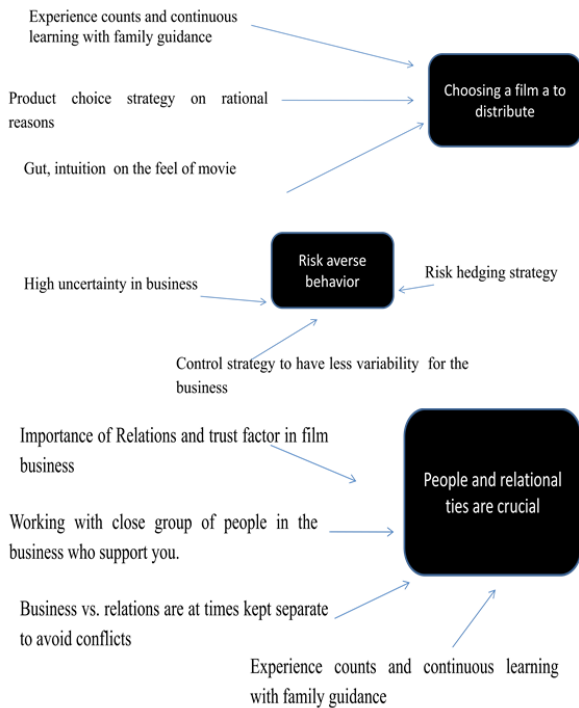 Experience counts and continuous
learning with family guidance
Choosing a film a to
distribute
Product choice strategy on rational
reasons
Gut, intuition on the feel of movie
Risk averse
behavior
High uncertainty in business
Risk hedging strategy
Control strategy to have less variability for the
business
Importance of Relations and trust factor in film
business
People and relational
ties are crucial
Working with close group of people in the
business who support you.
Business vs. relations are at times kept separate
to avoid conflicts
Experience counts and continuous learning
with family guidance